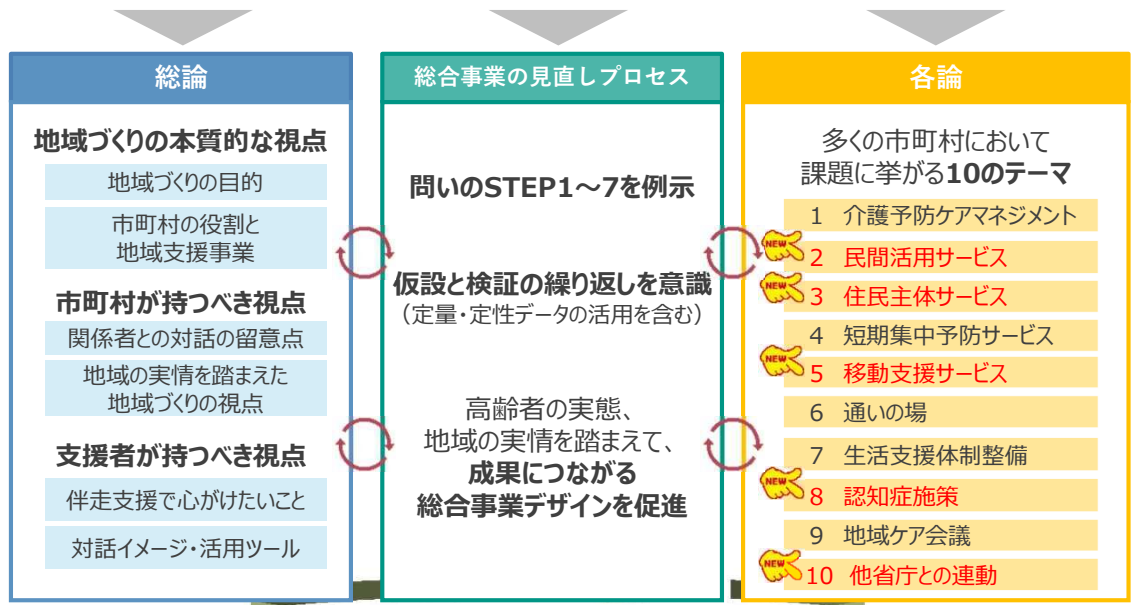 総論
地域づくりの本質的な視点
地域づくりの目的
市町村の役割と
地域支援事業
市町村が持つべき視点
関係者との対話の留意点
地域の実情を踏まえた
地域づくりの視点
支援者が持つべき視点
伴走支援で心がけたいこと
対話イメージ・活用ツール
総合事業の見直しプロセス
問いのSTEP1～7を例示
仮設と検証の繰り返しを意識
（定量・定性データの活用を含む）
高齢者の実態、
地域の実情を踏まえて、
成果につながる
総合事業デザインを促進
各論
多くの市町村において
課題に挙がる10のテーマ
1 介護予防ケアマネジメント
NEW 2 民間活用サービス
NEW 3 住民主体サービス
4 短期集中予防サービス
NEW 5 移動支援サービス
6 通いの場
7 生活支援体制整備
NEW 8 認知症施策
9 地域ケア会議
NEW 10 他省庁との連動